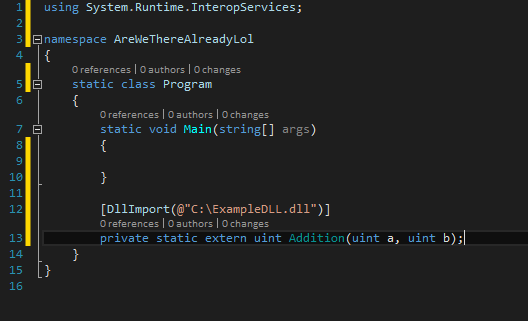 1 using System.Runtime.InteropServices;
2
3 namespace AreWeThereAlreadyLol
4 {
0 references | 0 authors | 0 changes
5 static class Program
6 {
0 references | 0 authors | 0 changes
7 static void Main(string[] args)
8 {
9
10 }
11
12 [DllImport(@"C:\ExampleDLL.dll")]
0 references | 0 authors | 0 changes
13 private static extern uint Addition(uint a, uint b);
14 }
15 }
16